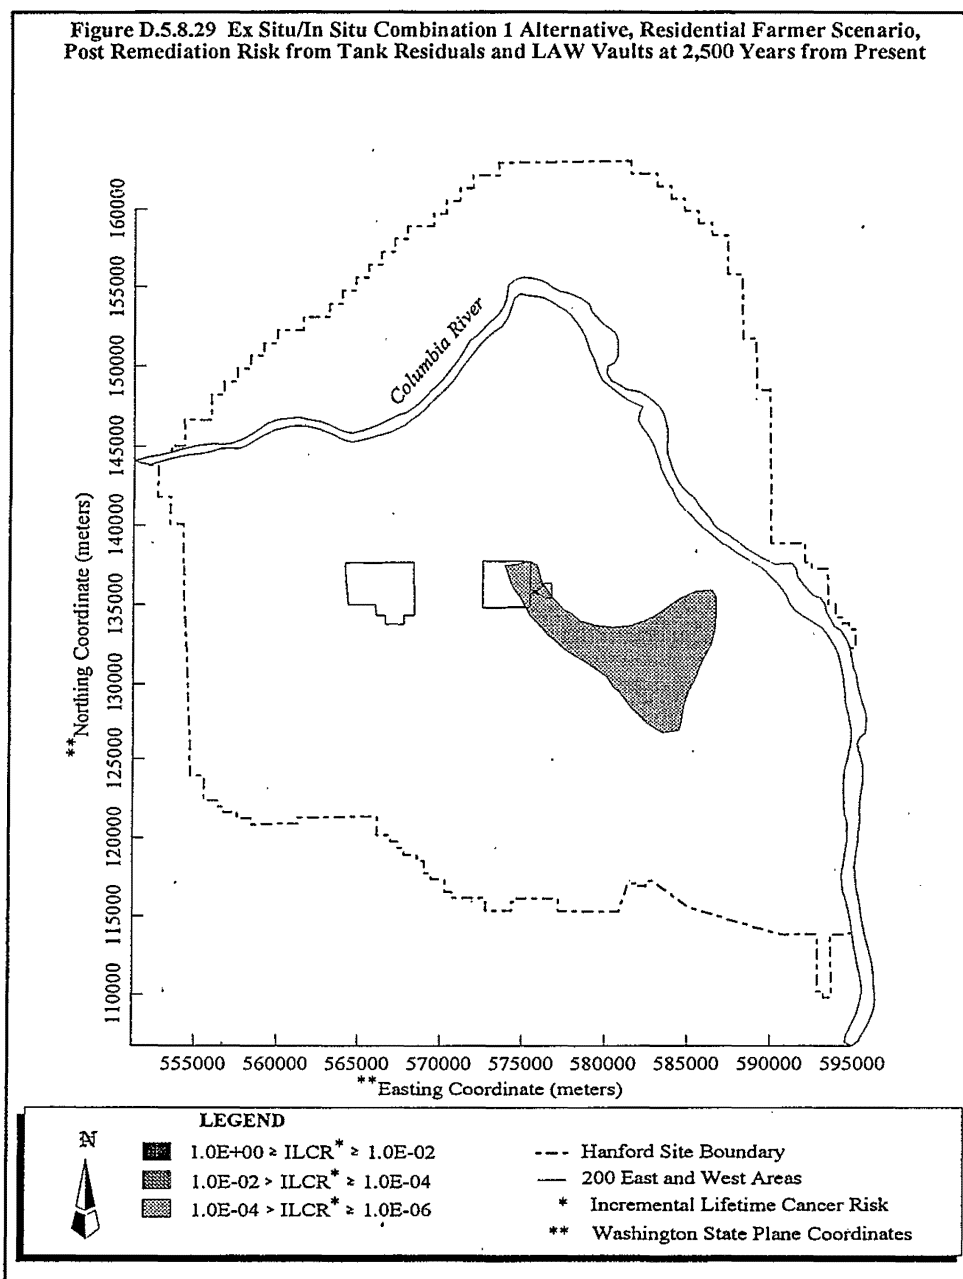 Figure D.5.8.29 Ex Situ/In Situ Combination 1 Alternative, Residential Farmer Scenario,
Post Remediation Risk from Tank Residuals and LAW Vaults at 2,500 Years from Present
160000
155000
150000
145000
140000
135000
130000
125000
120000
115000
110000
**Northing Coordinate (meters)
Columbia River
555000 560000 565000 570000 575000 580000 585000 590000 595000
**Easting Coordinate (meters)
LEGEND
N
1.0E+00 ≥ ILCR* ≥ 1.0E-02
1.0E-02 > ILCR* ≥ 1.0E-04
1.0E-04 > ILCR* ≥ 1.0E-06
Hanford Site Boundary
200 East and West Areas
* Incremental Lifetime Cancer Risk
** Washington State Plane Coordinates